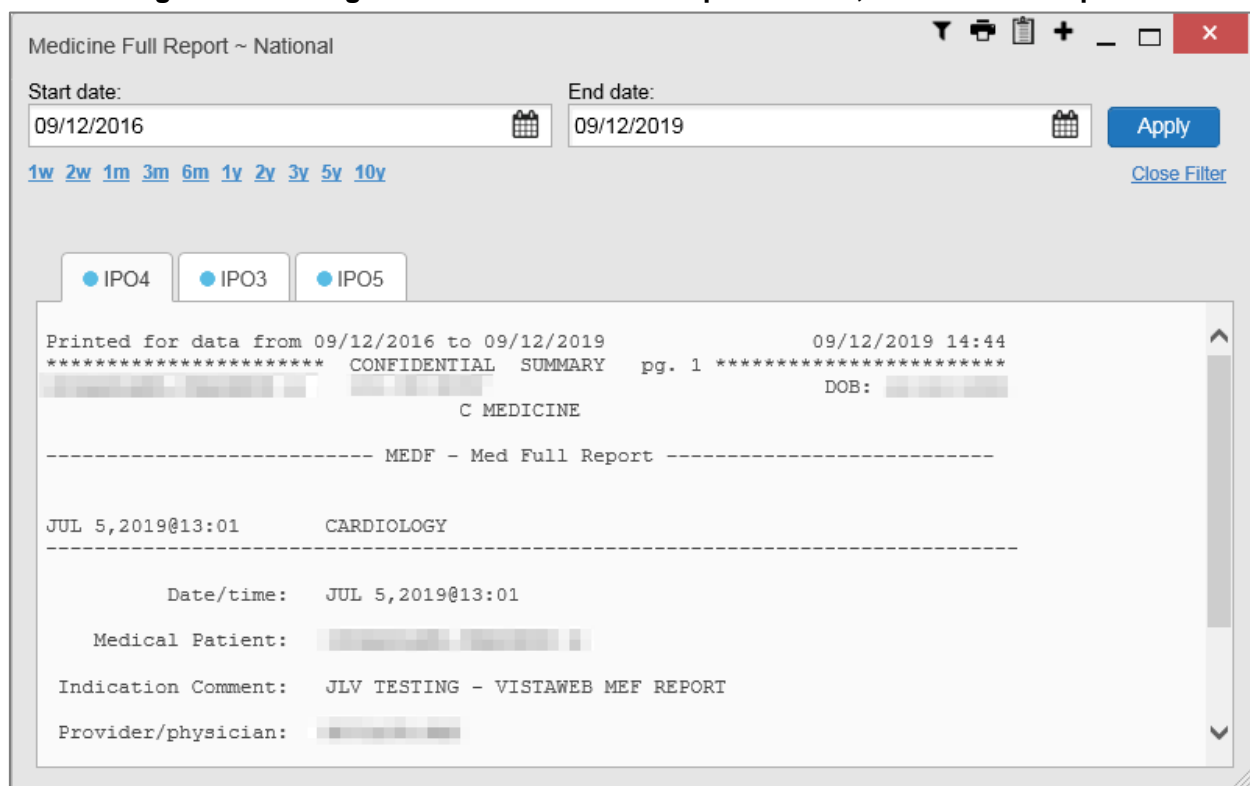 Medicine Full Report ~ National
Start date: End date:
09/12/2016 09/12/2019 Apply
1w 2w 1m 3m 6m 1y 2y 3y 5y 10y Close Filter
IPO4 IPO3 IPO5
Printed for data from 09/12/2016 to 09/12/2019 09/12/2019 14:44
*********************** CONFIDENTIAL SUMMARY pg. 1 ************************
DOB:
C MEDICINE
--------------------------- MEDF - Med Full Report ---------------------------
JUL 5,2019@13:01 CARDIOLOGY
--------------------------------------------------------------------------------
Date/time: JUL 5,2019@13:01
Medical Patient:
Indication Comment: JLV TESTING - VISTAWEB MEF REPORT
Provider/physician: